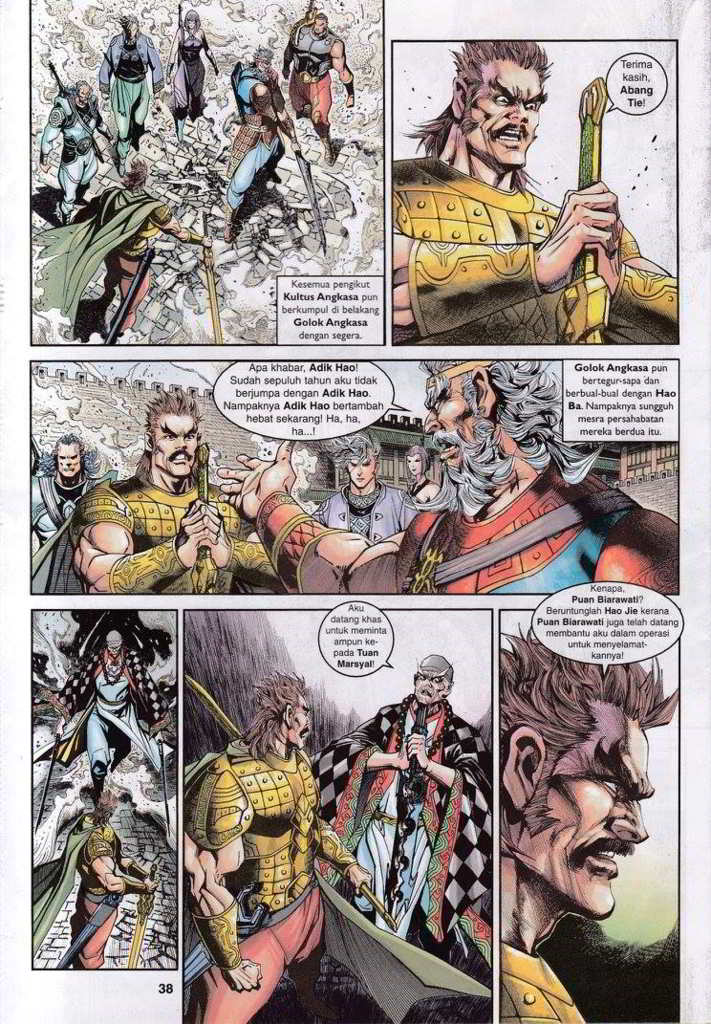 Kesemua pengikut
Kultus Angkasa pun
berkumpul di belakang
Golok Angkasa
dengan segera.
Terima
kasih,
Abang
Tie!
Apa khabar, Adik Hao!
Sudah sepuluh tahun aku tidak
berjumpa dengan Adik Hao.
Nampaknya Adik Hao bertambah
hebat sekarang! Ha, ha,
ha...!
Golok Angkasa pun
bertegur-sapa dan
berbual-bual dengan Hao
Ba. Nampaknya sungguh
mesra persahabatan
mereka berdua itu.
Aku
datang khas
untuk meminta
ampun ke-
pada Tuan
Marsyal!
Kenapa,
Puan Biarawati?
Beruntunglah Hao Jie kerana
Puan Biarawati juga telah datang
membantu aku dalam operasi
untuk menyelamat-
kannya!
38